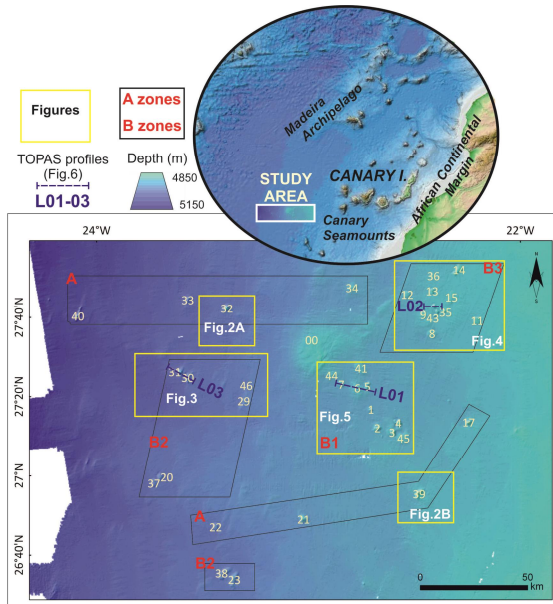 Figures
A zones
B zones
TOPAS profiles
(Fig.6)
L01-03
Depth (m)
4850
5150
Madeira
Archipelago
STUDY
AREA
CANARY I.
Canary
Seamounts
African Continental
Margin
24°W
22°W
27°40'N
27°20'N
27°N
26°40'N
A
40
33
32
34
Fig.2A
00
B3
14
36
12
13
15
L02
9
43
35
11
8
Fig.4
31
30
L03
46
29
Fig.3
B2
37
20
41
44
7
6
5
L01
1
Fig.5
2
4
3
45
B1
17
39
Fig.2B
A
22
21
B2
38
23
0
50
km
N